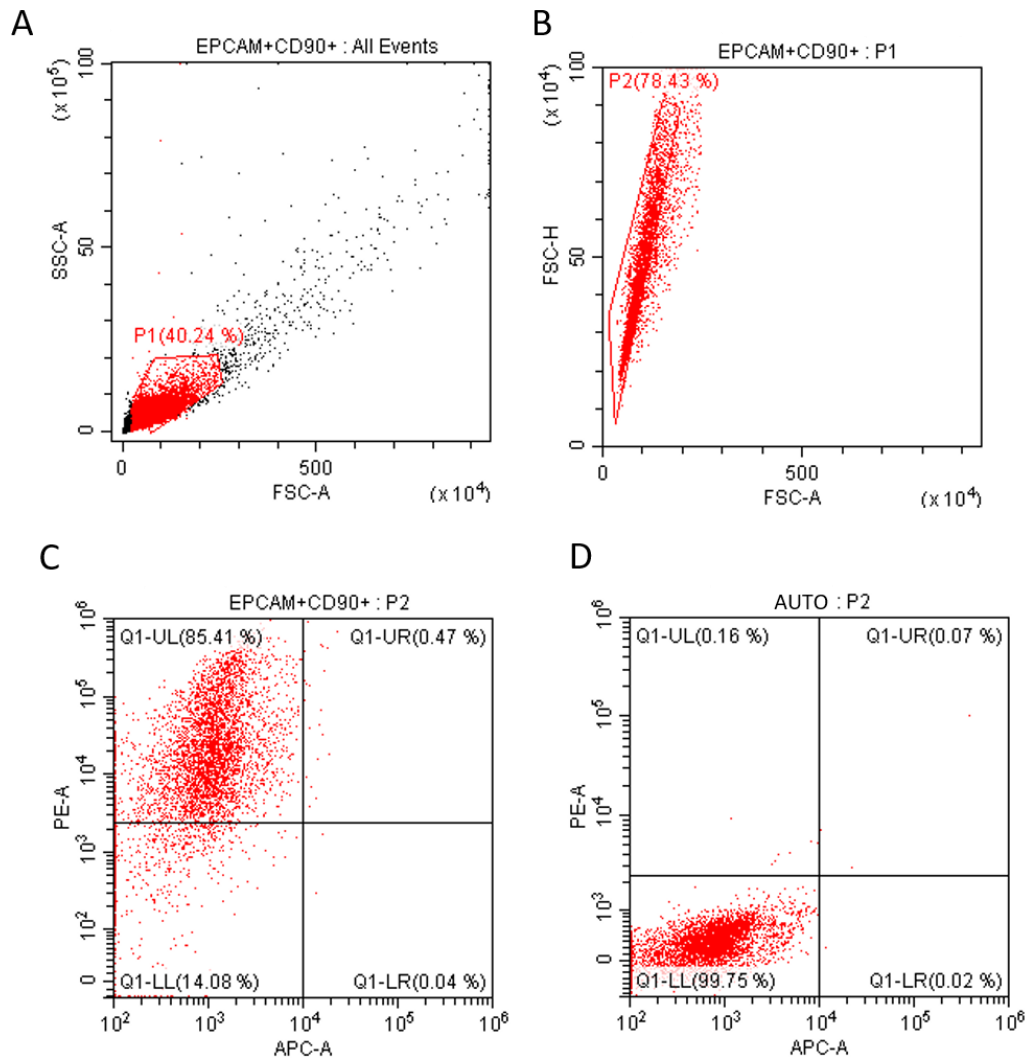 A
EPCAM+CD90+ : All Events
100
(x 10⁵)
P1(40.24 %)
SSC-A
50
0
0
500
FSC-A
(x 10⁴)
B
EPCAM+CD90+ : P1
P2(78.43 %)
100
(x 10⁴)
FSC-H
50
0
0
500
FSC-A
(x 10⁴)
C
EPCAM+CD90+ : P2
Q1-UL(85.41 %)
Q1-UR(0.47 %)
10⁶
10⁵
10⁴
PE-A
10³
10²
0
Q1-LL(14.08 %)
Q1-LR(0.04 %)
10² 10³ 10⁴ 10⁵ 10⁶
APC-A
D
AUTO : P2
Q1-UL(0.16 %)
Q1-UR(0.07 %)
10⁶
10⁵
10⁴
PE-A
10³
0
Q1-LL(99.75 %)
Q1-LR(0.02 %)
10² 10³ 10⁴ 10⁵ 10⁶
APC-A